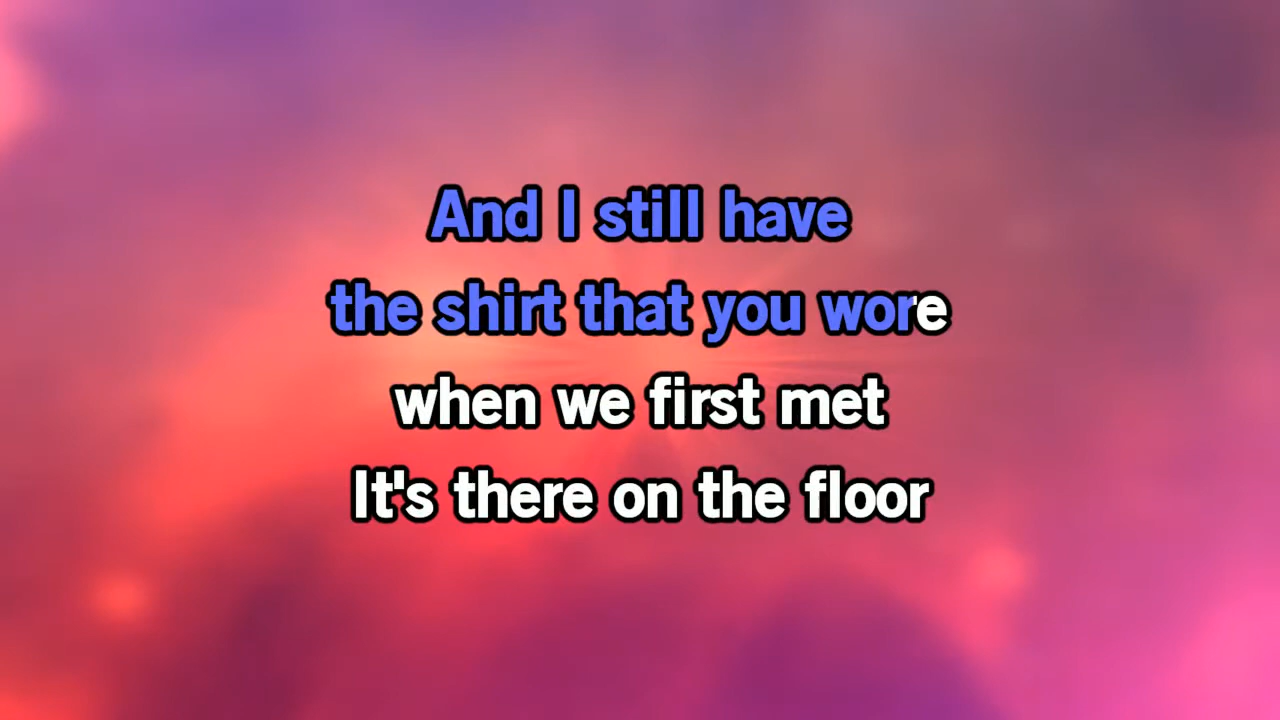 And I still have
the shirt that you wore
when we first met
It's there on the floor